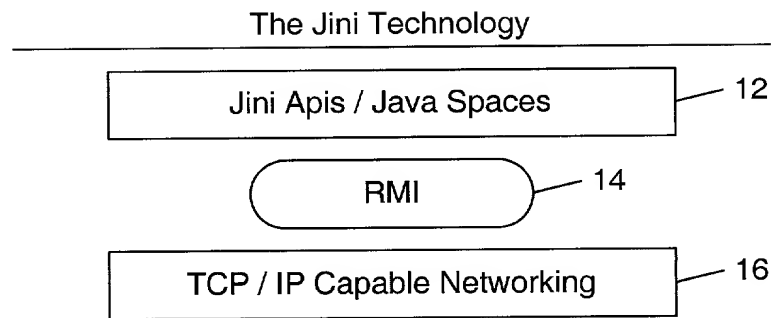 The Jini Technology
Jini Apis / Java Spaces
12
RMI
14
TCP / IP Capable Networking
16